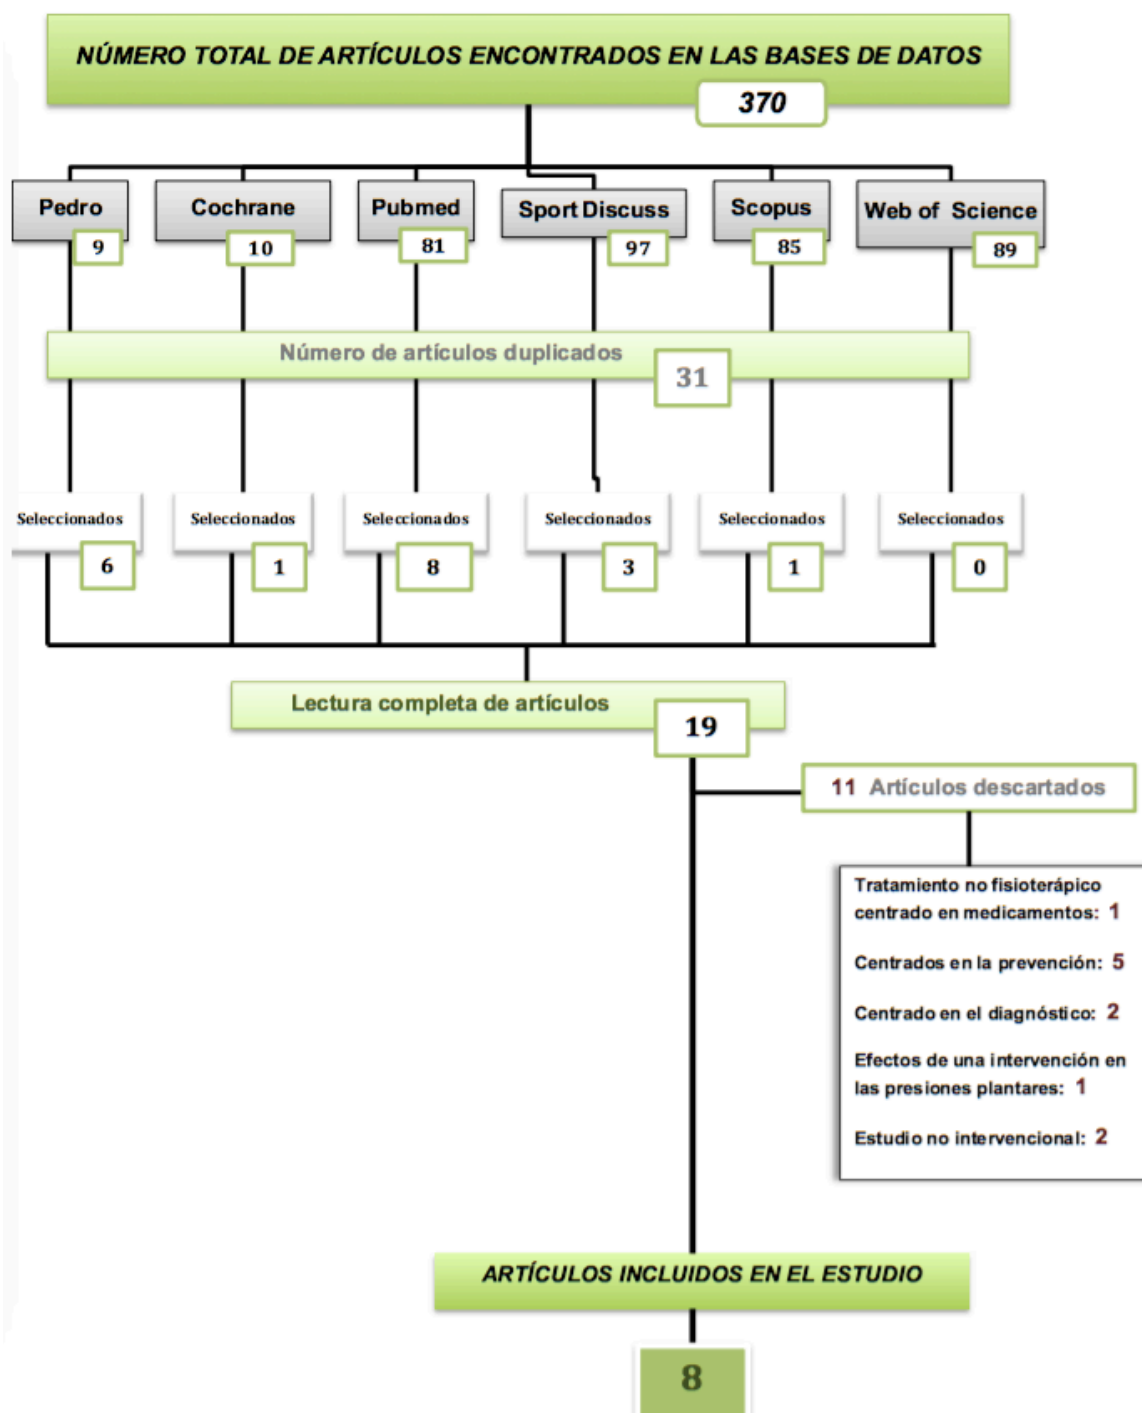 NÚMERO TOTAL DE ARTÍCULOS ENCONTRADOS EN LAS BASES DE DATOS
370
Pedro
9
Cochrane
10
Pubmed
81
Sport Discuss
97
Scopus
85
Web of Science
89
Número de artículos duplicados
31
Seleccionados
6
Seleccionados
1
Seleccionados
8
Seleccionados
3
Seleccionados
1
Seleccionados
0
Lectura completa de artículos
19
11 Artículos descartados
Tratamiento no fisioterápico
centrado en medicamentos: 1
Centrados en la prevención: 5
Centrado en el diagnóstico: 2
Efectos de una intervención en
las presiones plantares: 1
Estudio no intervencional: 2
ARTÍCULOS INCLUIDOS EN EL ESTUDIO
8